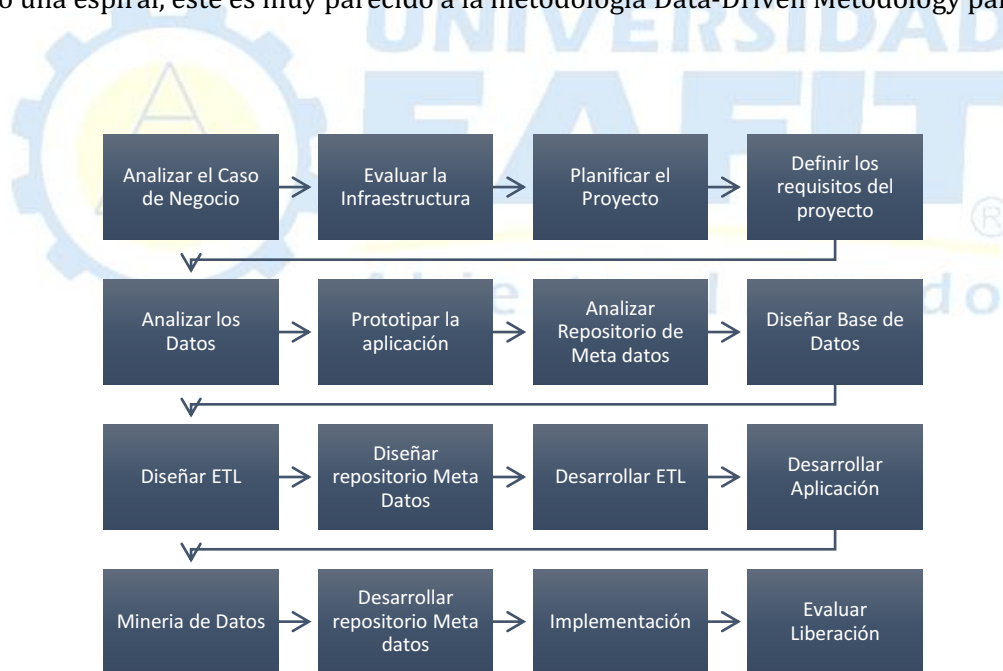 o una espiral, este es muy parecido a la metodología Data-Driven Metodology pa
UNIVERSIDAD
EAFIT
®
Analizar el Caso
de Negocio
Evaluar la
Infraestructura
Planificar el
Proyecto
Definir los
requisitos del
proyecto
Analizar los
Datos
Prototipar la
aplicación
Analizar
Repositorio de
Meta datos
Diseñar Base de
Datos
Diseñar ETL
Diseñar
repositorio Meta
Datos
Desarrollar ETL
Desarrollar
Aplicación
Mineria de Datos
Desarrollar
repositorio Meta
datos
Implementación
Evaluar
Liberación